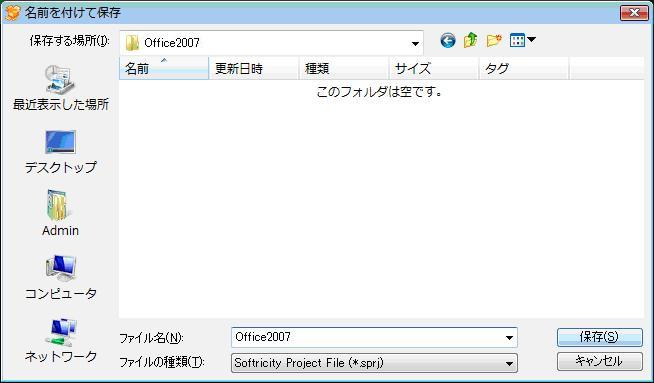 名前を付けて保存
保存する場所(I):
Office2007
名前 更新日時 種類 サイズ タグ
このフォルダは空です。
最近表示した場所
デスクトップ
Admin
コンピュータ
ネットワーク
ファイル名(N):
Office2007
保存(S)
ファイルの種類(T):
Softricity Project File (*.sprj)
キャンセル